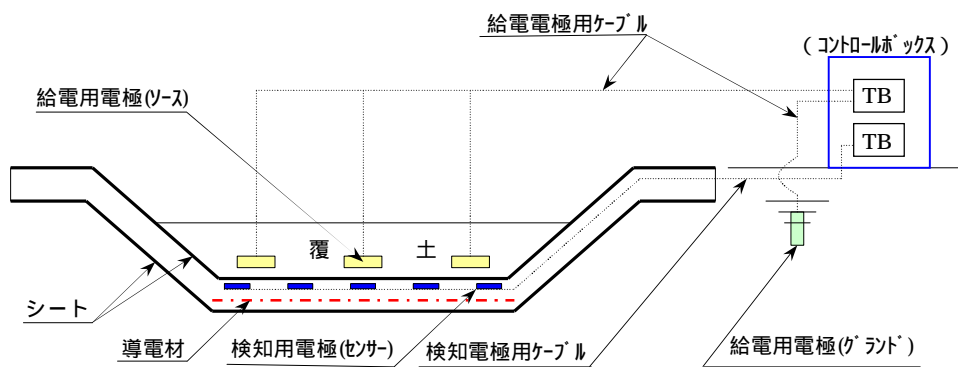 給電電極用ｹｰﾌﾞﾙ
(ｺﾝﾄﾛｰﾙﾎﾞｯｸｽ)
給電用電極(ｿｰｽ)
TB
TB
覆 土
シート
導電材
検知用電極(ｾﾝｻｰ)
検知電極用ｹｰﾌﾞﾙ
給電用電極(ｸﾞﾗﾝﾄﾞ)